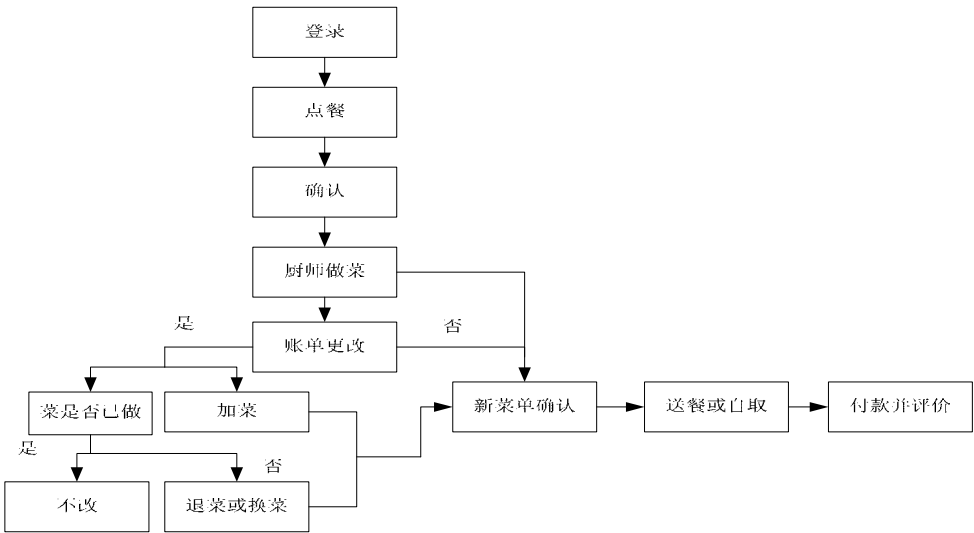 登录
点餐
确认
厨师做菜
是
否
账单更改
菜是否已做
加菜
新菜单确认
送餐或自取
付款并评价
是
否
不改
退菜或换菜